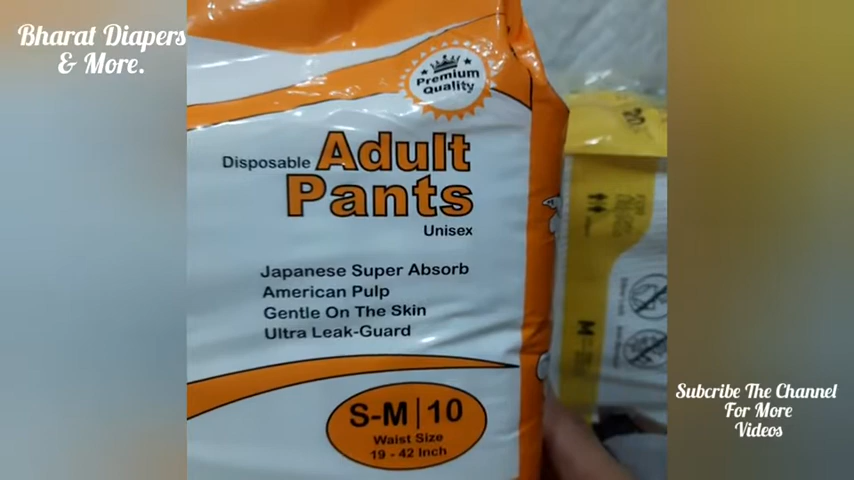 Bharat Diapers
& More.
Premium
Quality
Disposable Adult
Pants
Unisex
Japanese Super Absorb
American Pulp
Gentle On The Skin
Ultra Leak-Guard
S-M | 10
Waist Size
19 - 42 Inch
M
Subcribe The Channel
For More
Videos